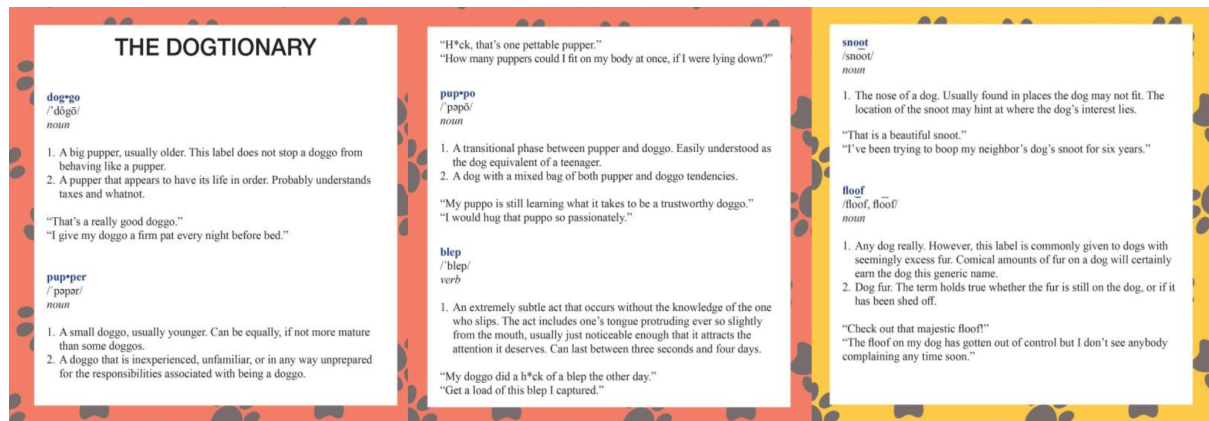 THE DOGTIONARY
dog•go
/ˈdôgō/
noun
1. A big pupper, usually older. This label does not stop a doggo from
behaving like a pupper.
2. A pupper that appears to have its life in order. Probably understands
taxes and whatnot.
“That’s a really good doggo.”
“I give my doggo a firm pat every night before bed.”
pup•per
/ˈpəpər/
noun
1. A small doggo, usually younger. Can be equally, if not more mature
than some doggos.
2. A doggo that is inexperienced, unfamiliar, or in any way unprepared
for the responsibilities associated with being a doggo.
“H*ck, that’s one pettable pupper.”
“How many puppers could I fit on my body at once, if I were lying down?”
pup•po
/ˈpəpō/
noun
1. A transitional phase between pupper and doggo. Easily understood as
the dog equivalent of a teenager.
2. A dog with a mixed bag of both pupper and doggo tendencies.
“My puppo is still learning what it takes to be a trustworthy doggo.”
“I would hug that puppo so passionately.”
blep
/ˈblep/
verb
1. An extremely subtle act that occurs without the knowledge of the one
who slips. The act includes one’s tongue protruding ever so slightly
from the mouth, usually just noticeable enough that it attracts the
attention it deserves. Can last between three seconds and four days.
“My doggo did a h*ck of a blep the other day.”
“Get a load of this blep I captured.”
snoot
/sno͞ot/
noun
1. The nose of a dog. Usually found in places the dog may not fit. The
location of the snoot may hint at where the dog’s interest lies.
“That is a beautiful snoot.”
“I’ve been trying to boop my neighbor’s dog’s snoot for six years.”
floof
/flo͝of, flo͞of/
noun
1. Any dog really. However, this label is commonly given to dogs with
seemingly excess fur. Comical amounts of fur on a dog will certainly
earn the dog this generic name.
2. Dog fur. The term holds true whether the fur is still on the dog, or if it
has been shed off.
“Check out that majestic floof!”
“The floof on my dog has gotten out of control but I don’t see anybody
complaining any time soon.”